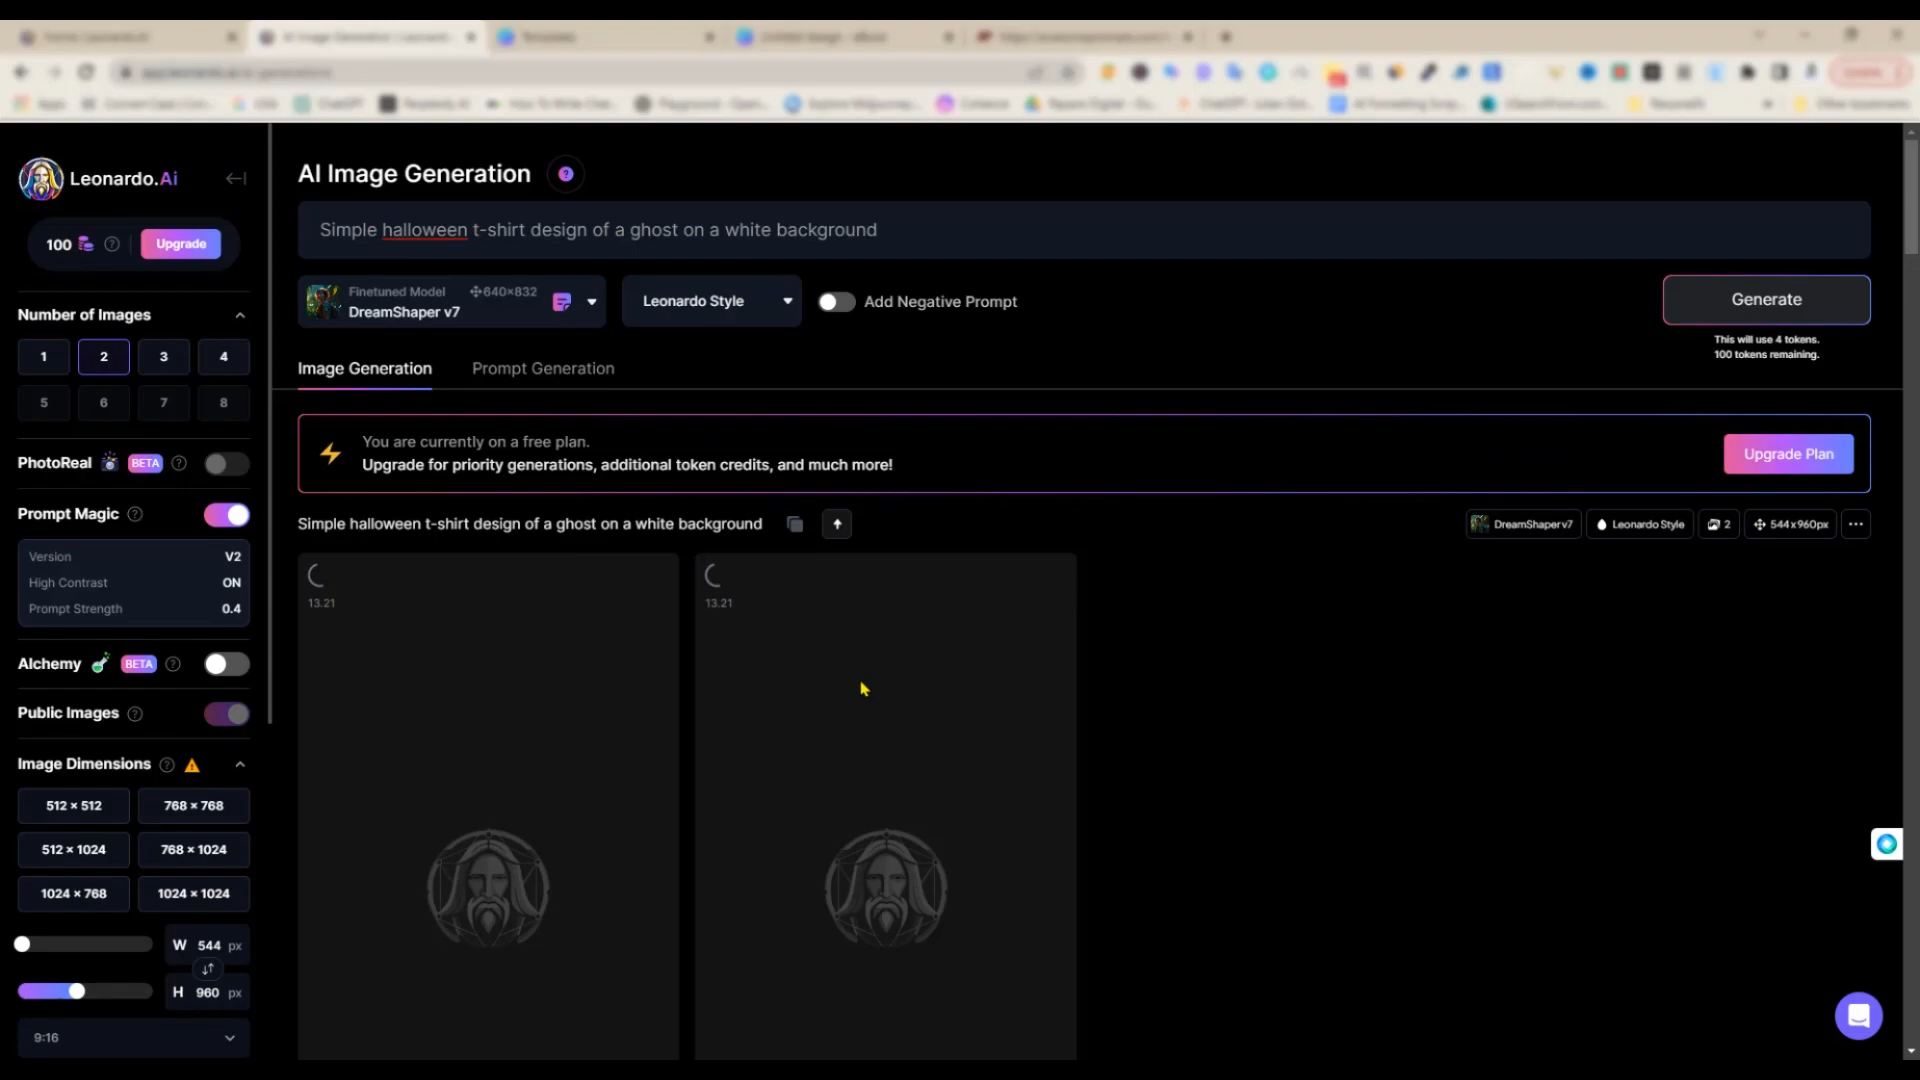 Leonardo.Ai
100
Upgrade
Number of Images
1 2 3 4
5 6 7 8
PhotoReal BETA
Prompt Magic
Version V2
High Contrast ON
Prompt Strength 0.4
Alchemy BETA
Public Images
Image Dimensions
512 × 512 768 × 768
512 × 1024 768 × 1024
1024 × 768 1024 × 1024
W 544 px
H 960 px
9:16
AI Image Generation
Simple halloween t-shirt design of a ghost on a white background
Finetuned Model 640×832
DreamShaper v7
Leonardo Style
Add Negative Prompt
Generate
This will use 4 tokens.
100 tokens remaining.
Image Generation Prompt Generation
You are currently on a free plan.
Upgrade for priority generations, additional token credits, and much more!
Upgrade Plan
Simple halloween t-shirt design of a ghost on a white background
DreamShaper v7 Leonardo Style 2 544x960px
13.21 13.21